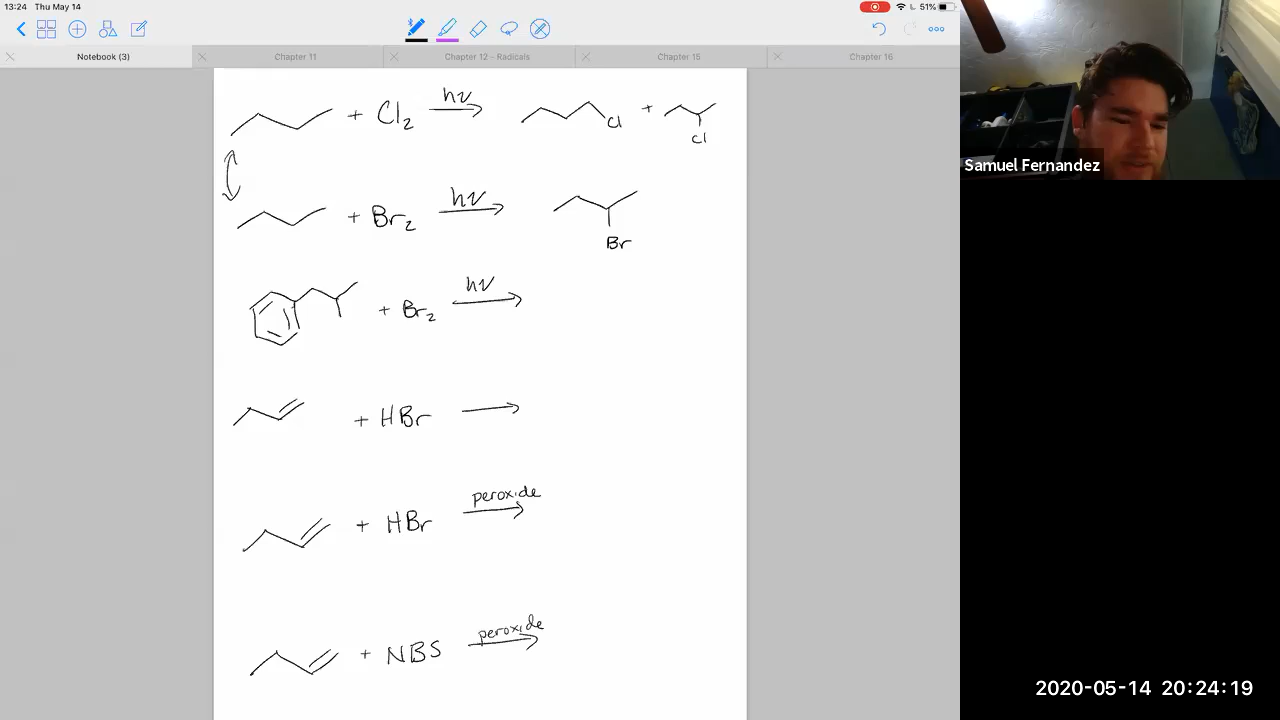 13:24 Thu May 14
51%
Notebook (3)
Chapter 11
Chapter 12 - Radicals
Chapter 15
Chapter 16
+ Cl2 hν Cl + Cl
+ Br2 hν Br
+ Br2 hν
+ HBr
+ HBr peroxide
+ NBS peroxide
Samuel Fernandez
2020-05-14 20:24:19